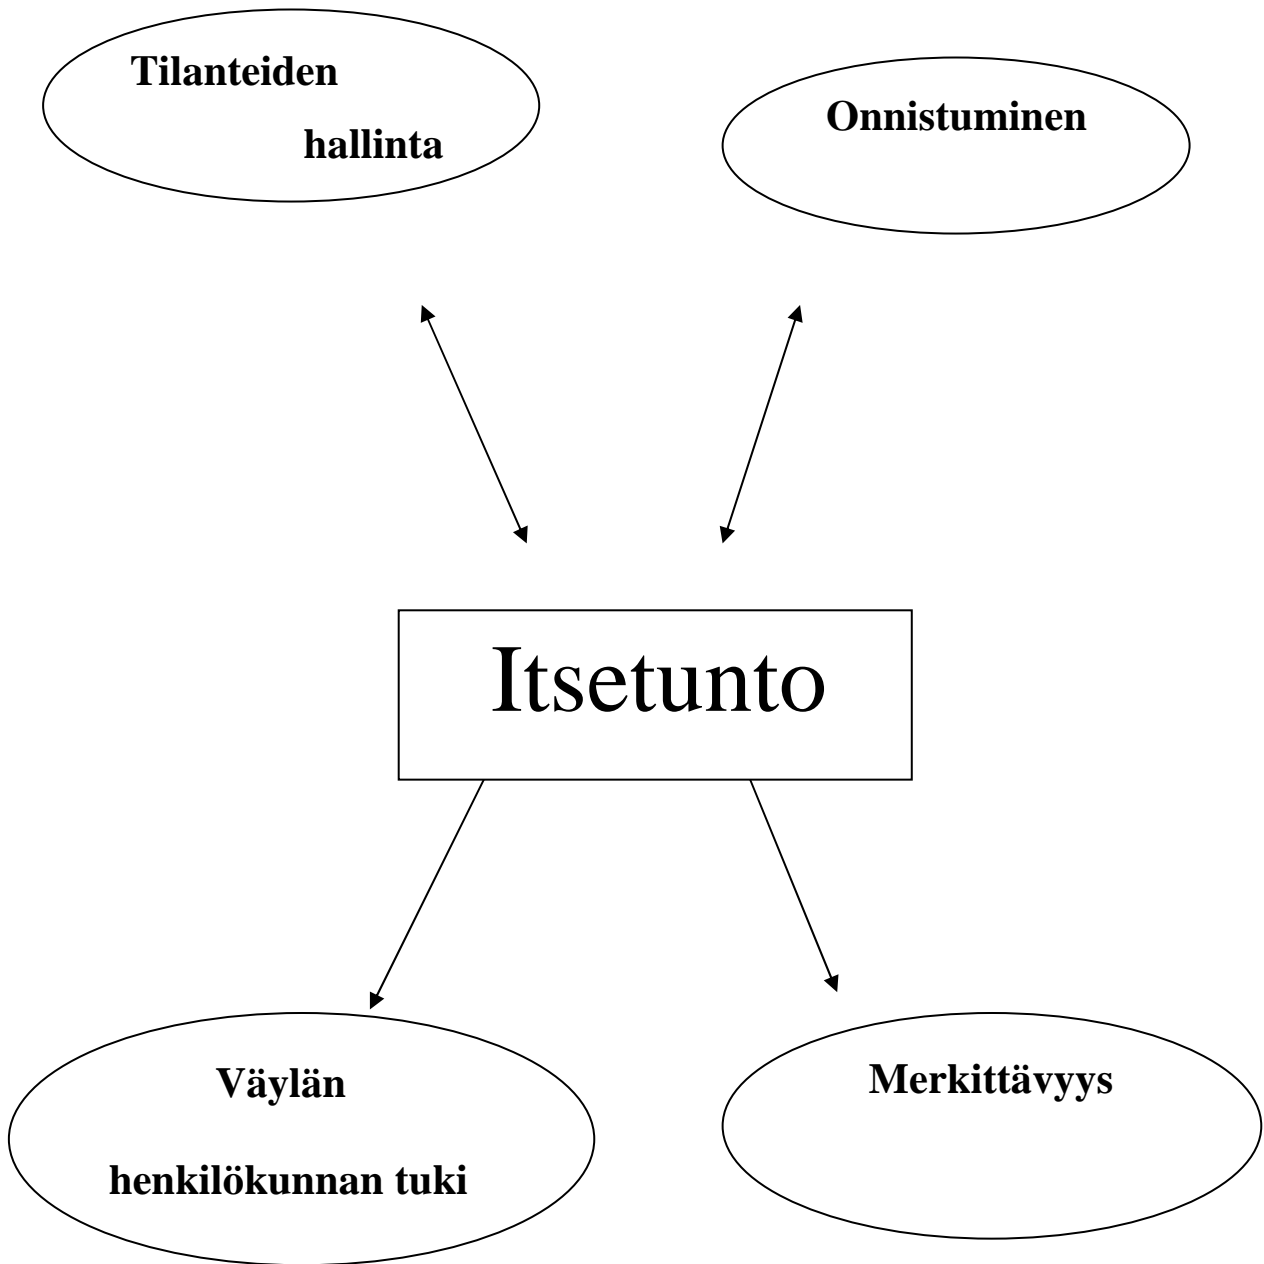 Tilanteiden
hallinta
Onnistuminen
Itsetunto
Väylän
henkilökunnan tuki
Merkittävyys